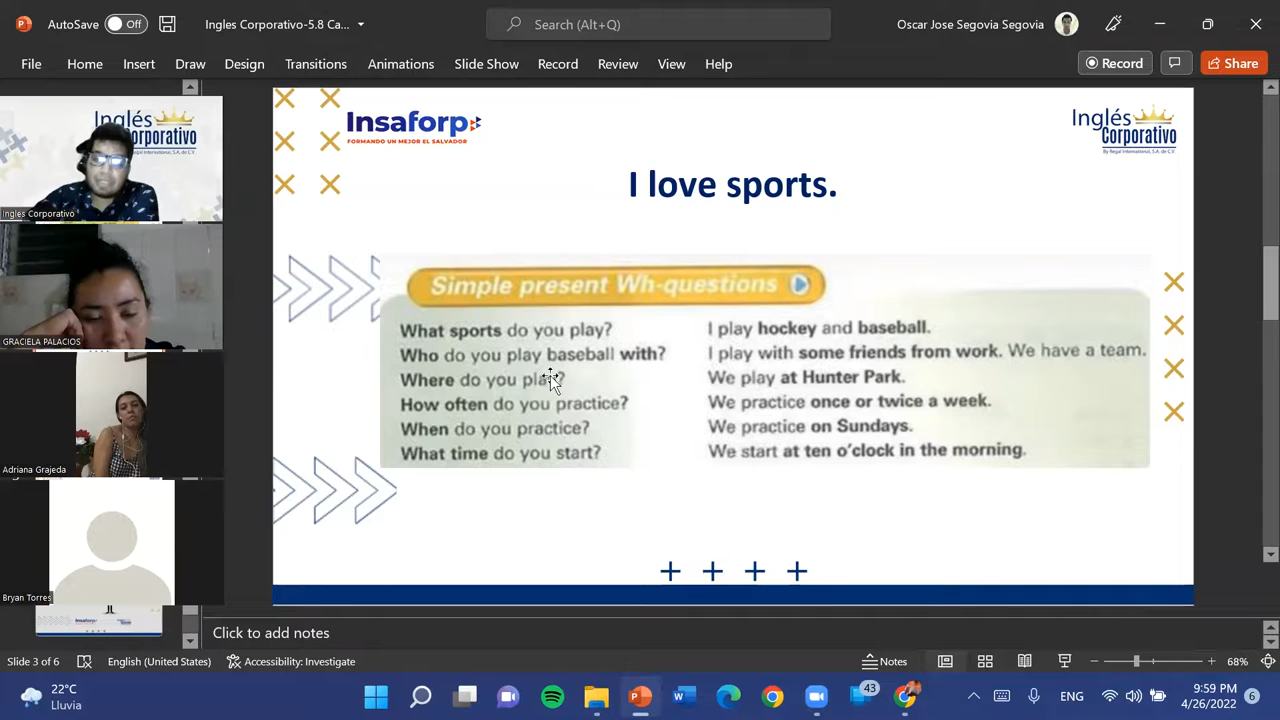 AutoSave Off Ingles Corporativo-5.8 Ca... Search (Alt+Q) Oscar Jose Segovia Segovia
File Home Insert Draw Design Transitions Animations Slide Show Record Review View Help Record Share
Inglés
Corporativo
By Regal International, S.A. de C.V.
Ingles Corporativo
GRACIELA PALACIOS
Adriana Grajeda
Bryan Torres
Insaforp
FORMANDO UN MEJOR EL SALVADOR
Inglés
Corporativo
By Regal International, S.A. de C.V.
I love sports.
Simple present Wh-questions
What sports do you play? I play hockey and baseball.
Who do you play baseball with? I play with some friends from work. We have a team.
Where do you play? We play at Hunter Park.
How often do you practice? We practice once or twice a week.
When do you practice? We practice on Sundays.
What time do you start? We start at ten o'clock in the morning.
Insaforp
Click to add notes
Slide 3 of 6 English (United States) Accessibility: Investigate Notes 68%
22°C
Lluvia
43
ENG
9:59 PM
4/26/2022
6